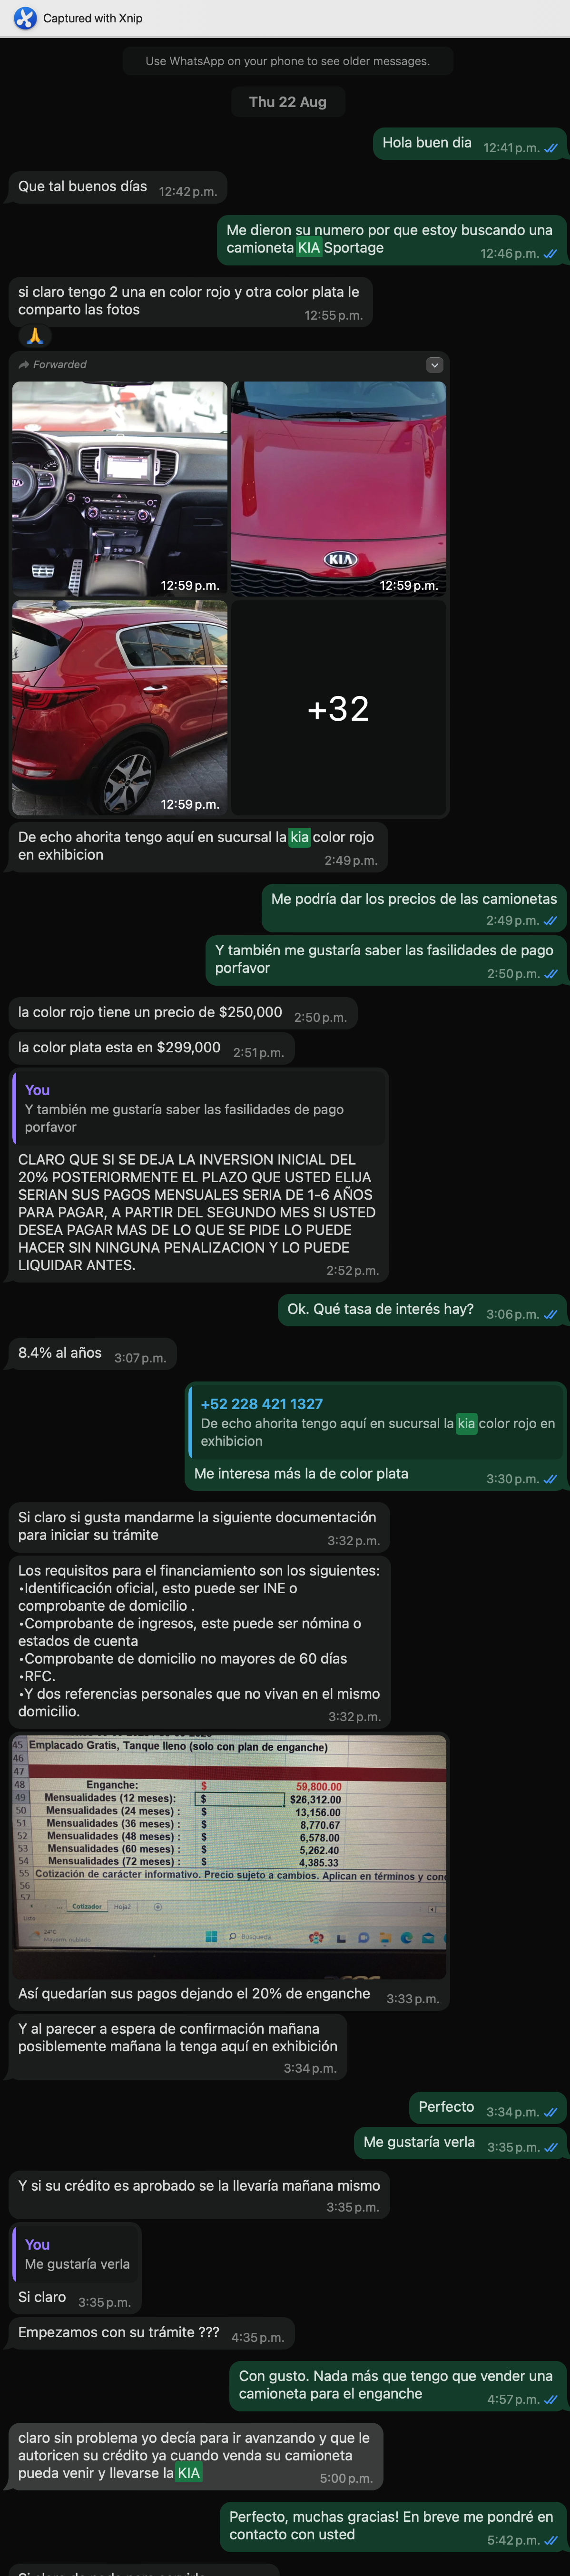 Captured with Xnip
Use WhatsApp on your phone to see older messages.
Thu 22 Aug
Hola buen dia 12:41 p.m.
Que tal buenos días 12:42 p.m.
Me dieron su numero por que estoy buscando una
camioneta KIA Sportage
12:46 p.m.
si claro tengo 2 una en color rojo y otra color plata le
comparto las fotos
12:55 p.m.
Forwarded
KIA
12:59 p.m.
KIA
12:59 p.m.
12:59 p.m.
+32
De echo ahorita tengo aquí en sucursal la kia color rojo
en exhibicion
2:49 p.m.
Me podría dar los precios de las camionetas
2:49 p.m.
Y también me gustaría saber las fasilidades de pago
porfavor
2:50 p.m.
la color rojo tiene un precio de $250,000 2:50 p.m.
la color plata esta en $299,000 2:51 p.m.
You
Y también me gustaría saber las fasilidades de pago
porfavor
CLARO QUE SI SE DEJA LA INVERSION INICIAL DEL
20% POSTERIORMENTE EL PLAZO QUE USTED ELIJA
SERIAN SUS PAGOS MENSUALES SERIA DE 1-6 AÑOS
PARA PAGAR, A PARTIR DEL SEGUNDO MES SI USTED
DESEA PAGAR MAS DE LO QUE SE PIDE LO PUEDE
HACER SIN NINGUNA PENALIZACION Y LO PUEDE
LIQUIDAR ANTES.
2:52 p.m.
Ok. Qué tasa de interés hay? 3:06 p.m.
8.4% al años 3:07 p.m.
+52 228 421 1327
De echo ahorita tengo aquí en sucursal la kia color rojo en
exhibicion
Me interesa más la de color plata 3:30 p.m.
Si claro si gusta mandarme la siguiente documentación
para iniciar su trámite
3:32 p.m.
Los requisitos para el financiamiento son los siguientes:
•Identificación oficial, esto puede ser INE o
comprobante de domicilio .
•Comprobante de ingresos, este puede ser nómina o
estados de cuenta
•Comprobante de domicilio no mayores de 60 días
•RFC.
•Y dos referencias personales que no vivan en el mismo
domicilio.
3:32 p.m.
45 Emplacado Gratis, Tanque lleno (solo con plan de enganche)
46
47
48 Enganche: $ 59,800.00
49 Mensualidades (12 meses): $ $26,312.00
50 Mensualidades (24 meses) : $ 13,156.00
51 Mensualidades (36 meses) : $ 8,770.67
52 Mensualidades (48 meses) : $ 6,578.00
53 Mensualidades (60 meses) : $ 5,262.40
54 Mensualidades (72 meses) : $ 4,385.33
55 Cotización de carácter informativo. Precio sujeto a cambios. Aplican en términos y
56
57
Cotizador Hoja2
24°C
Búsqueda
Así quedarían sus pagos dejando el 20% de enganche 3:33 p.m.
Y al parecer a espera de confirmación mañana
posiblemente mañana la tenga aquí en exhibición
3:34 p.m.
Perfecto 3:34 p.m.
Me gustaría verla 3:35 p.m.
Y si su crédito es aprobado se la llevaría mañana mismo
3:35 p.m.
You
Me gustaría verla
Si claro 3:35 p.m.
Empezamos con su trámite ??? 4:35 p.m.
Con gusto. Nada más que tengo que vender una
camioneta para el enganche
4:57 p.m.
claro sin problema yo decía para ir avanzando y que le
autoricen su crédito ya cuando venda su camioneta
pueda venir y llevarse la KIA
5:00 p.m.
Perfecto, muchas gracias! En breve me pondré en
contacto con usted
5:42 p.m.